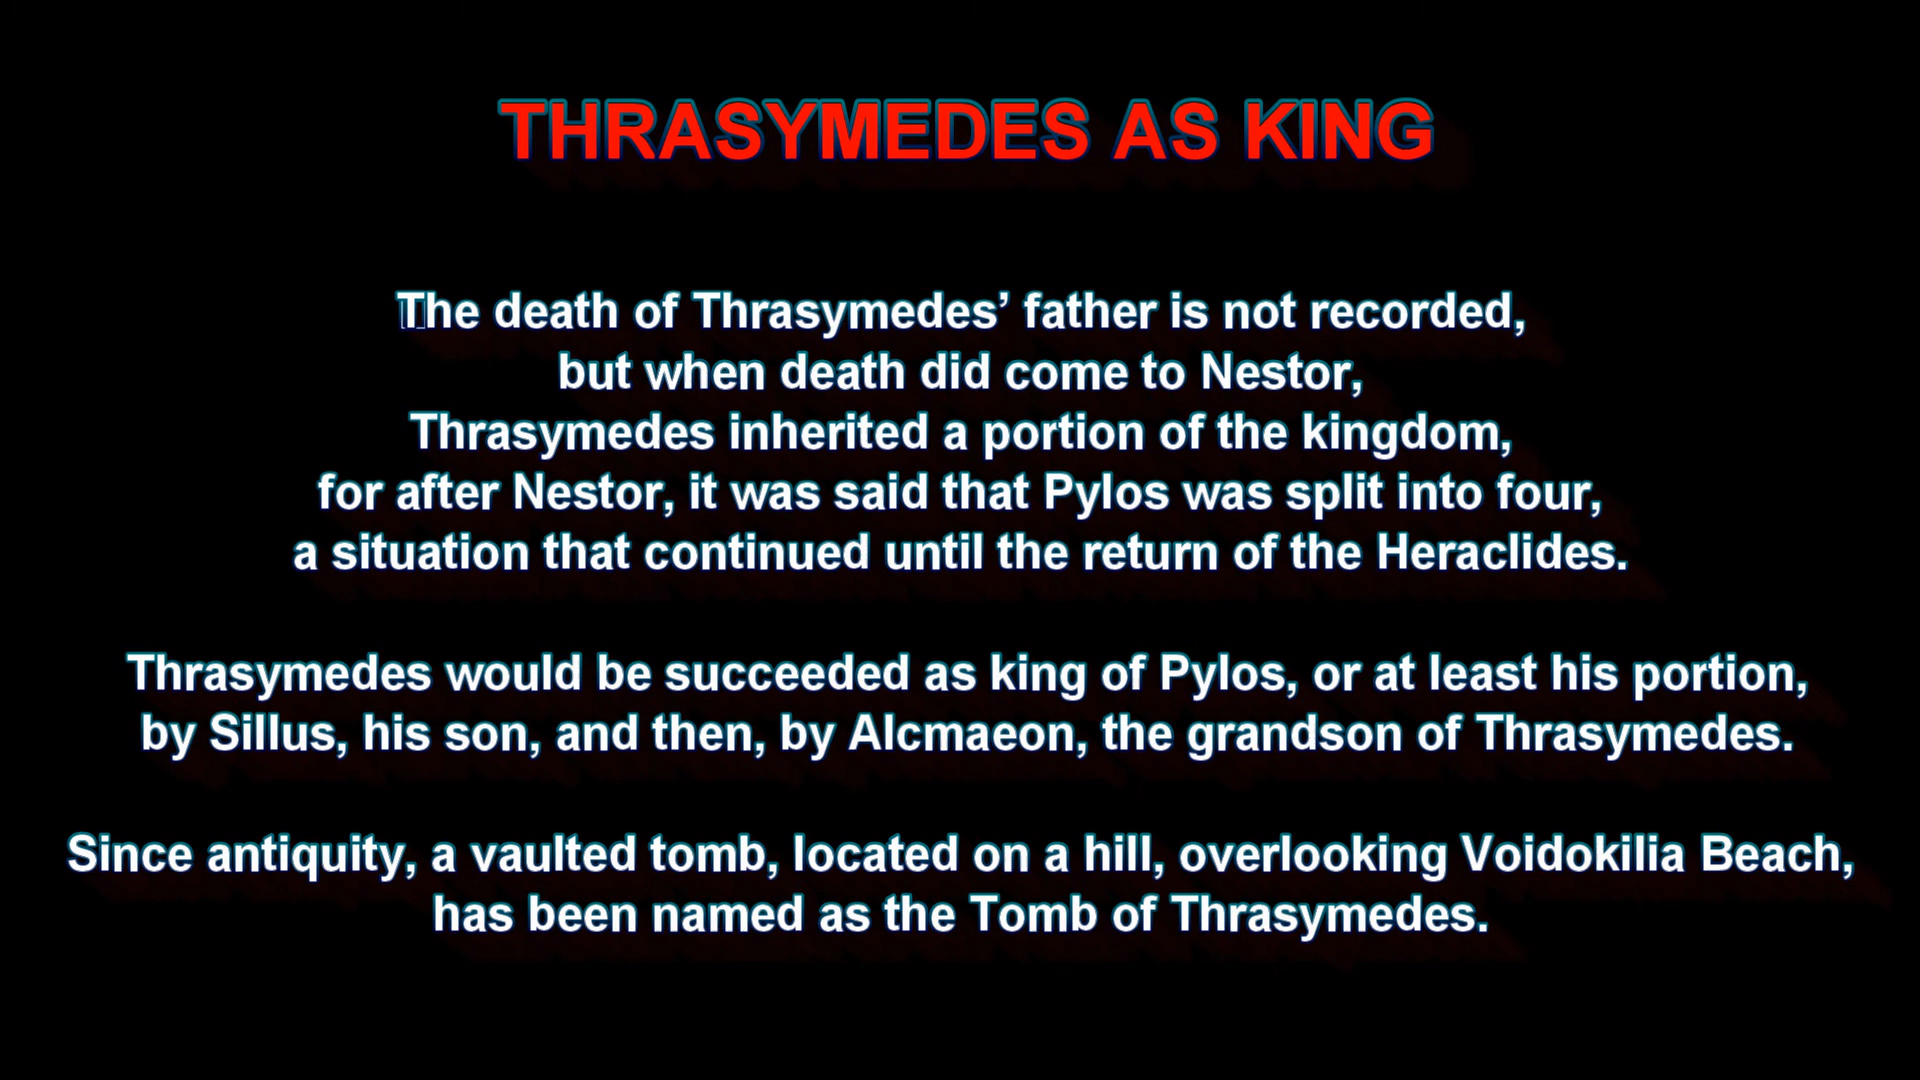 THRASYMEDES AS KING
The death of Thrasymedes’ father is not recorded,
but when death did come to Nestor,
Thrasymedes inherited a portion of the kingdom,
for after Nestor, it was said that Pylos was split into four,
a situation that continued until the return of the Heraclides.
Thrasymedes would be succeeded as king of Pylos, or at least his portion,
by Sillus, his son, and then, by Alcmaeon, the grandson of Thrasymedes.
Since antiquity, a vaulted tomb, located on a hill, overlooking Voidokilia Beach,
has been named as the Tomb of Thrasymedes.